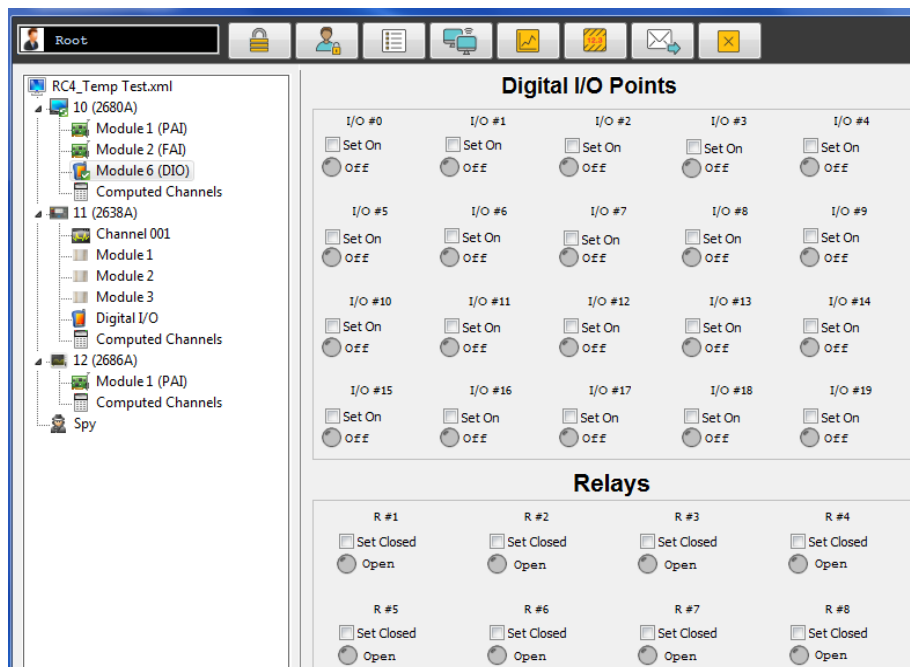 Root
12.3
RC4_Temp Test.xml
10 (2680A)
Module 1 (PAI)
Module 2 (FAI)
Module 6 (DIO)
Computed Channels
11 (2638A)
Channel 001
Module 1
Module 2
Module 3
Digital I/O
Computed Channels
12 (2686A)
Module 1 (PAI)
Computed Channels
Spy
Digital I/O Points
I/O #0 I/O #1 I/O #2 I/O #3 I/O #4
Set On Set On Set On Set On Set On
Off Off Off Off Off
I/O #5 I/O #6 I/O #7 I/O #8 I/O #9
Set On Set On Set On Set On Set On
Off Off Off Off Off
I/O #10 I/O #11 I/O #12 I/O #13 I/O #14
Set On Set On Set On Set On Set On
Off Off Off Off Off
I/O #15 I/O #16 I/O #17 I/O #18 I/O #19
Set On Set On Set On Set On Set On
Off Off Off Off Off
Relays
R #1 R #2 R #3 R #4
Set Closed Set Closed Set Closed Set Closed
Open Open Open Open
R #5 R #6 R #7 R #8
Set Closed Set Closed Set Closed Set Closed
Open Open Open Open